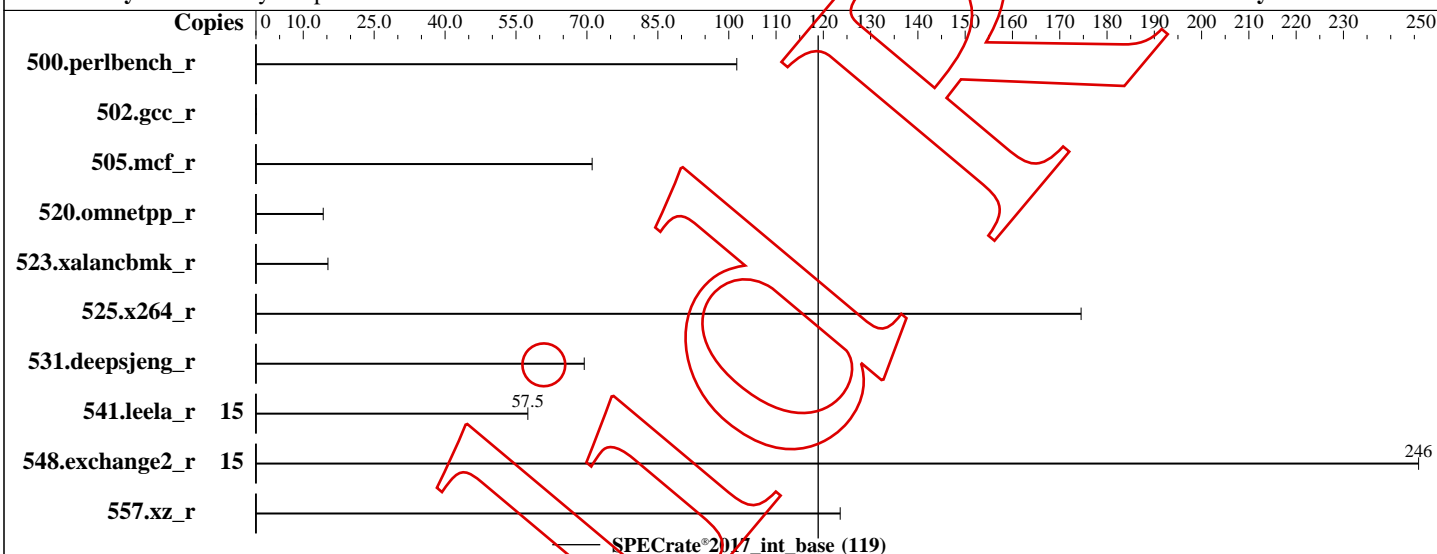 Copies 0 10.0 25.0 40.0 55.0 70.0 85.0 100 110 120 130 140 150 160 170 180 190 200 210 220 230 250
500.perlbench_r
502.gcc_r
505.mcf_r
520.omnetpp_r
523.xalancbmk_r
525.x264_r
531.deepsjeng_r
541.leela_r 15 57.5
548.exchange2_r 15 246
557.xz_r
SPECrate®2017_int_base (119)